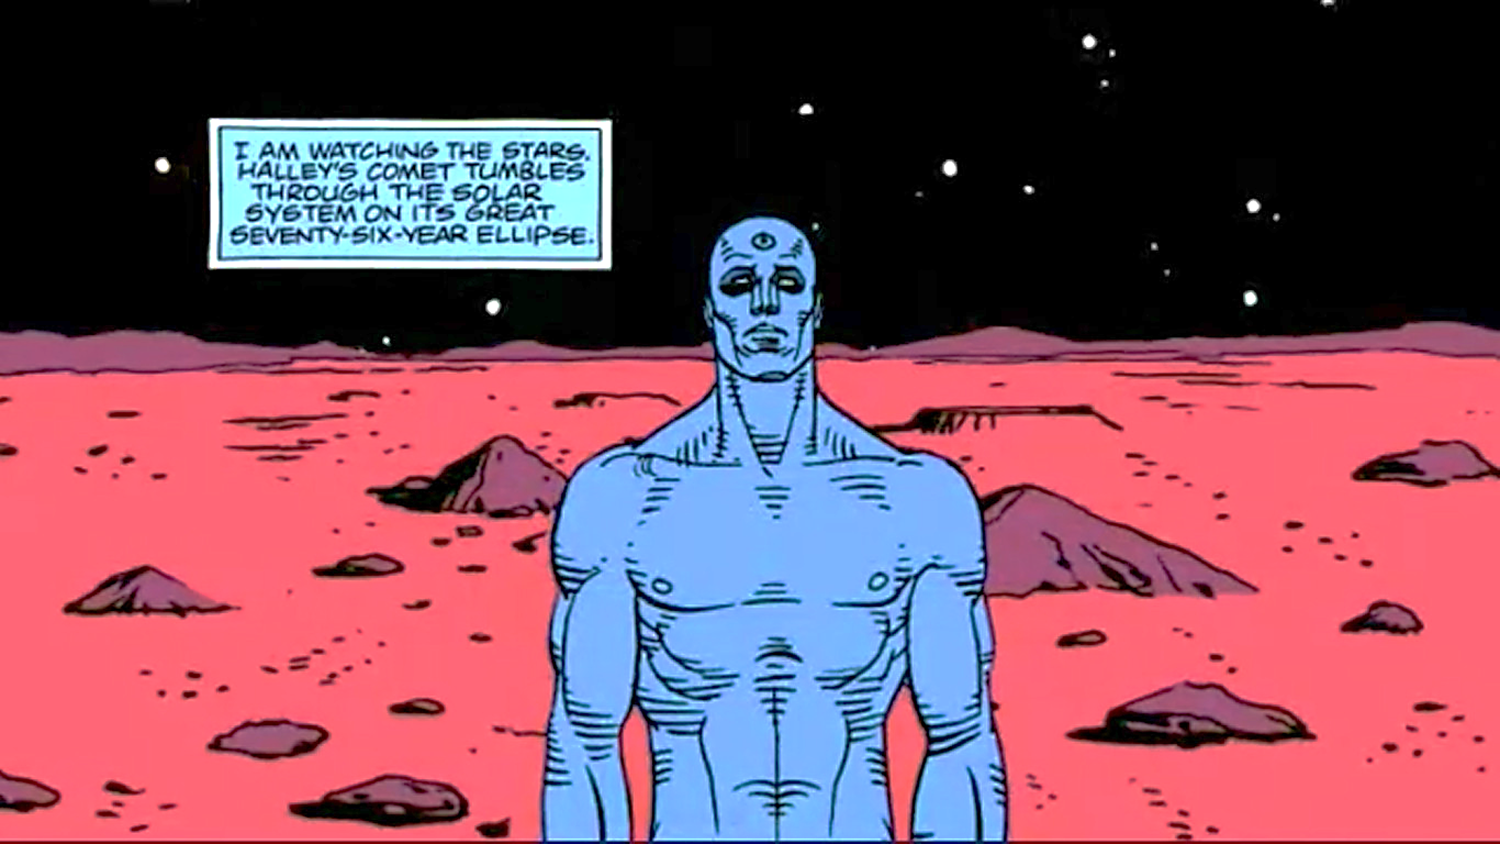 I AM WATCHING THE STARS.
HALLEY'S COMET TUMBLES
THROUGH THE SOLAR
SYSTEM ON ITS GREAT
SEVENTY-SIX-YEAR ELLIPSE.